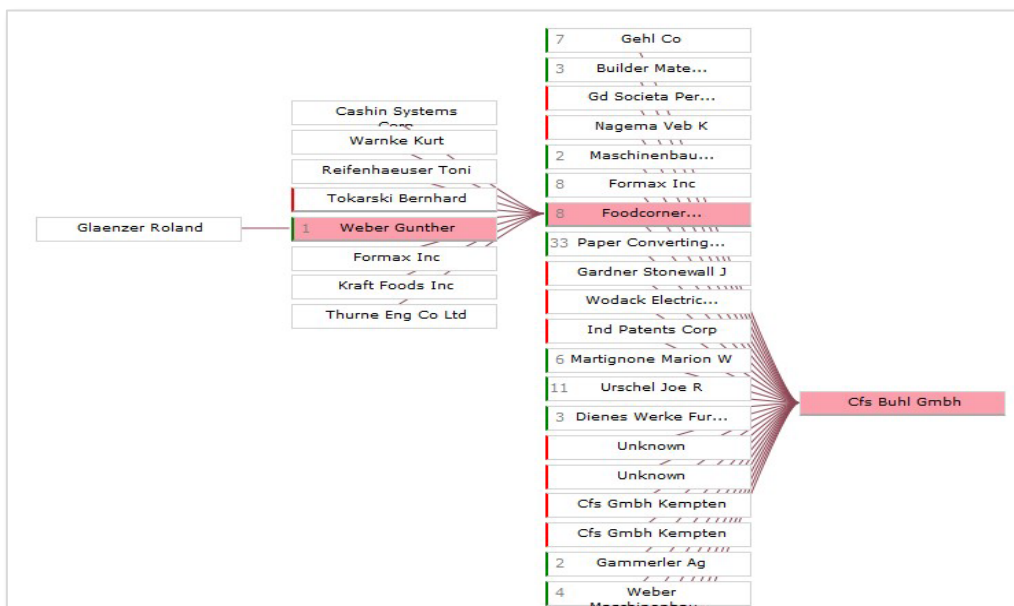 Glaenzer Roland
Cashin Systems
Corp
Warnke Kurt
Reifenhaeuser Toni
Tokarski Bernhard
1 Weber Gunther
Formax Inc
Kraft Foods Inc
Thurne Eng Co Ltd
7 Gehl Co
3 Builder Mate...
Gd Societa Per...
Nagema Veb K
2 Maschinenbau...
8 Formax Inc
8 Foodcorner...
33 Paper Converting...
Gardner Stonewall J
Wodack Electric...
Ind Patents Corp
6 Martignone Marion W
11 Urschel Joe R
3 Dienes Werke Fur...
Unknown
Unknown
Cfs Gmbh Kempten
Cfs Gmbh Kempten
2 Gammerler Ag
4 Weber
Maschinenbau...
Cfs Buhl Gmbh